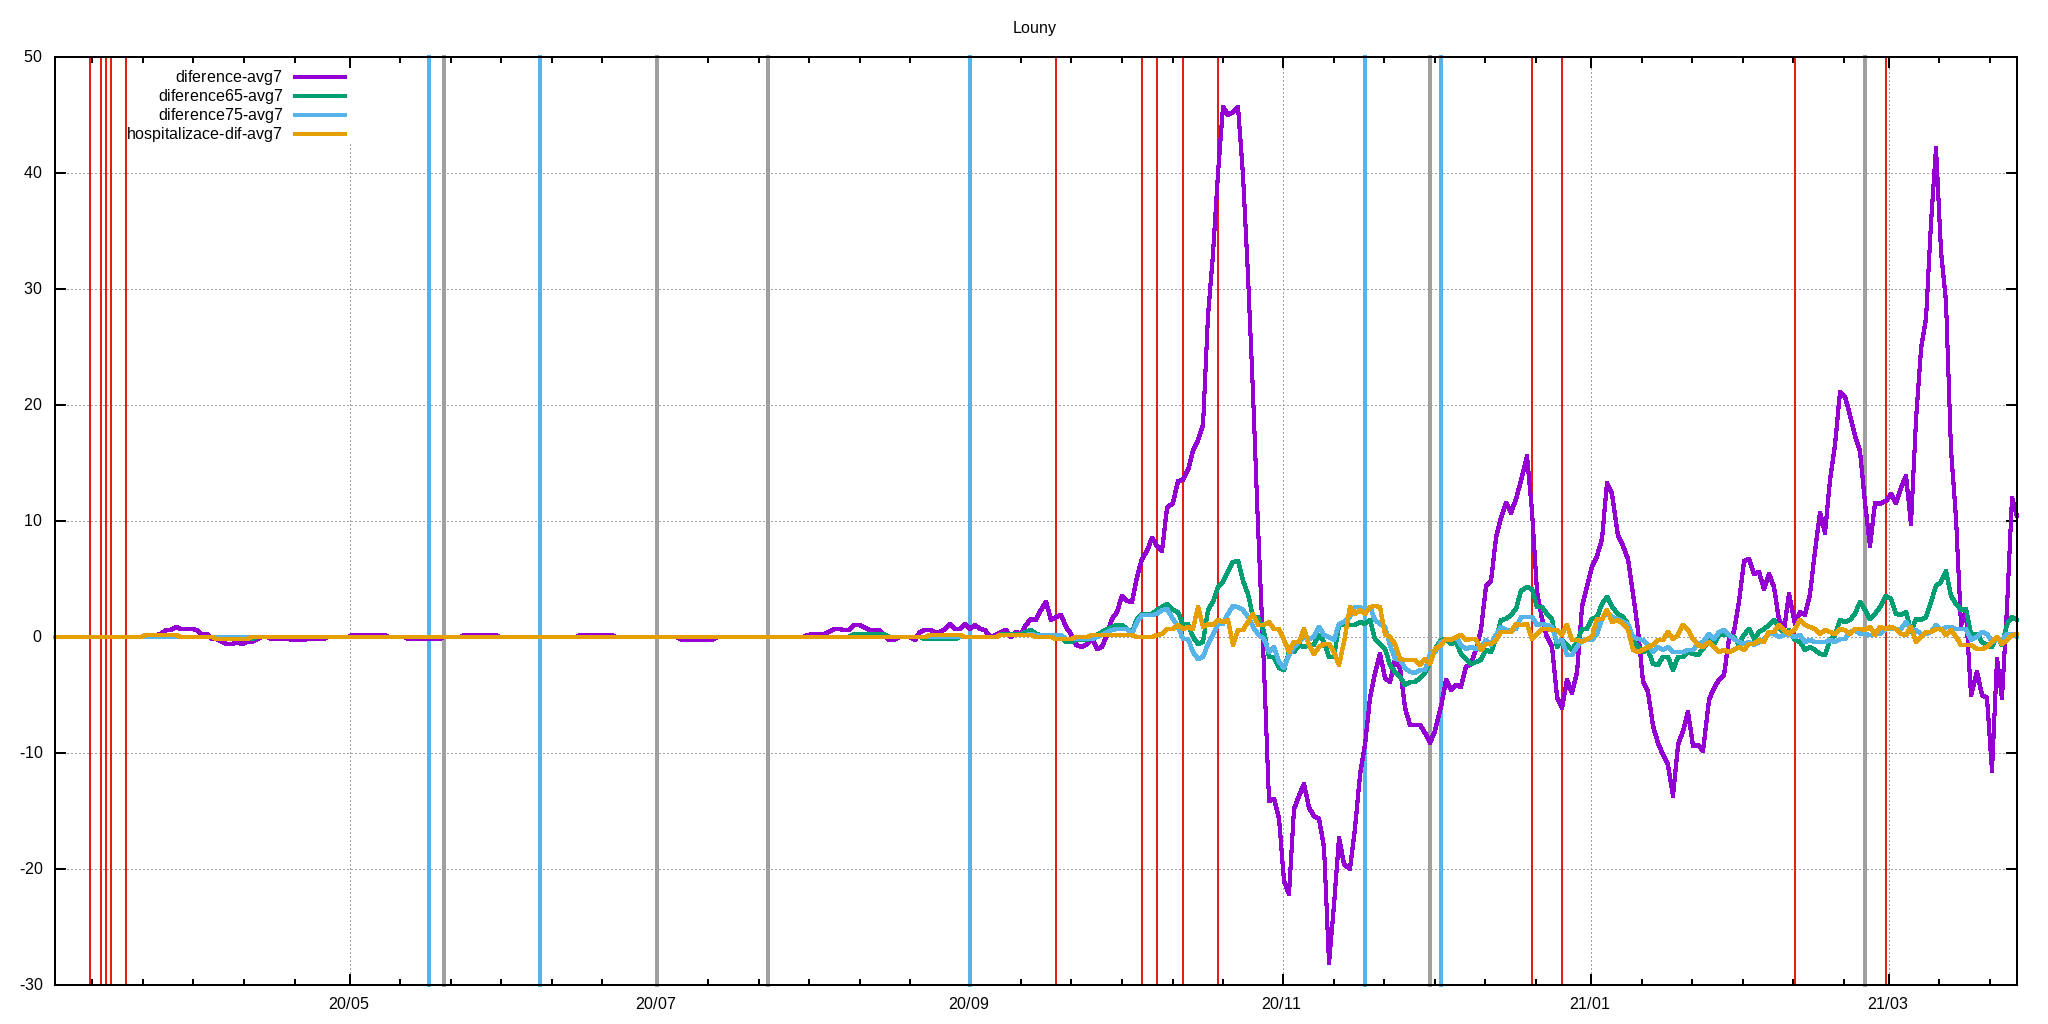 Louny
50
diference-avg7
diference65-avg7
diference75-avg7
hospitalizace-dif-avg7
40
30
20
10
0
-10
-20
-30
20/05 20/07 20/09 20/11 21/01 21/03